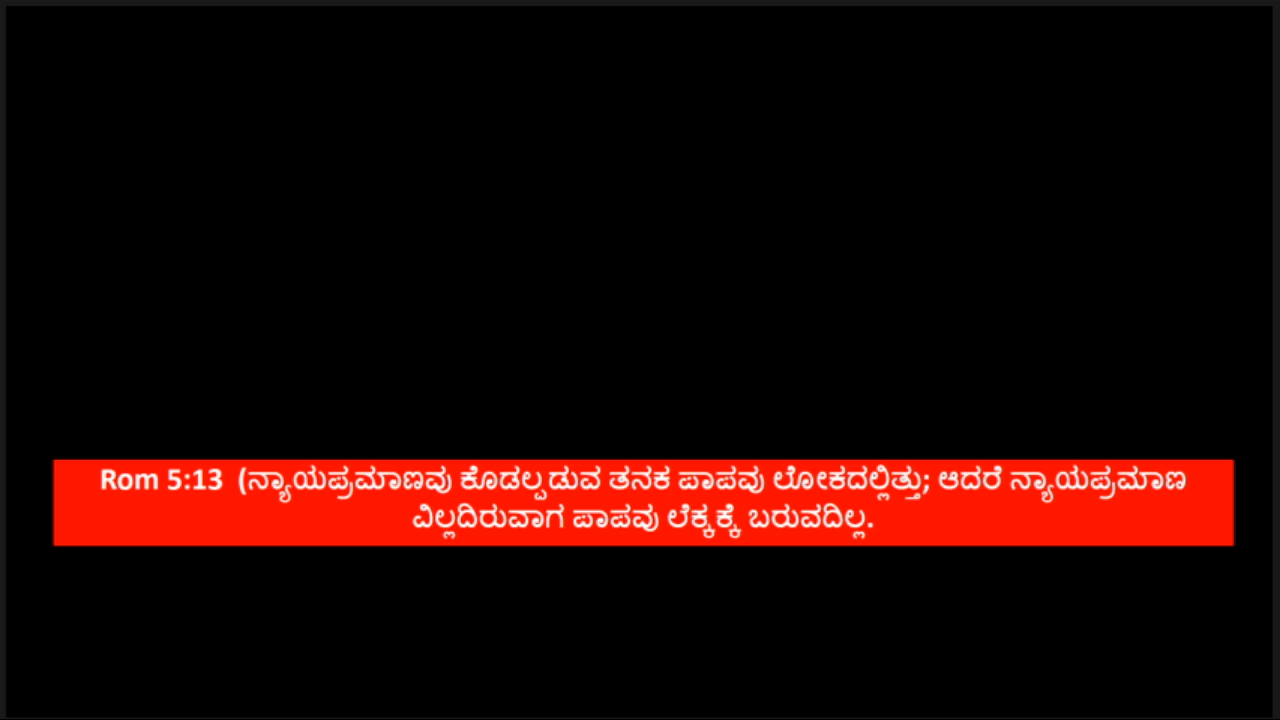 Rom 5:13  (ನ್ಯಾಯಪ್ರಮಾಣವು ಕೊಡಲ್ಪಡುವ ತನಕ ಪಾಪವು ಲೋಕದಲ್ಲಿತ್ತು; ಆದರೆ ನ್ಯಾಯಪ್ರಮಾಣ
ವಿಲ್ಲದಿರುವಾಗ ಪಾಪವು ಲೆಕ್ಕಕ್ಕೆ ಬರುವದಿಲ್ಲ.